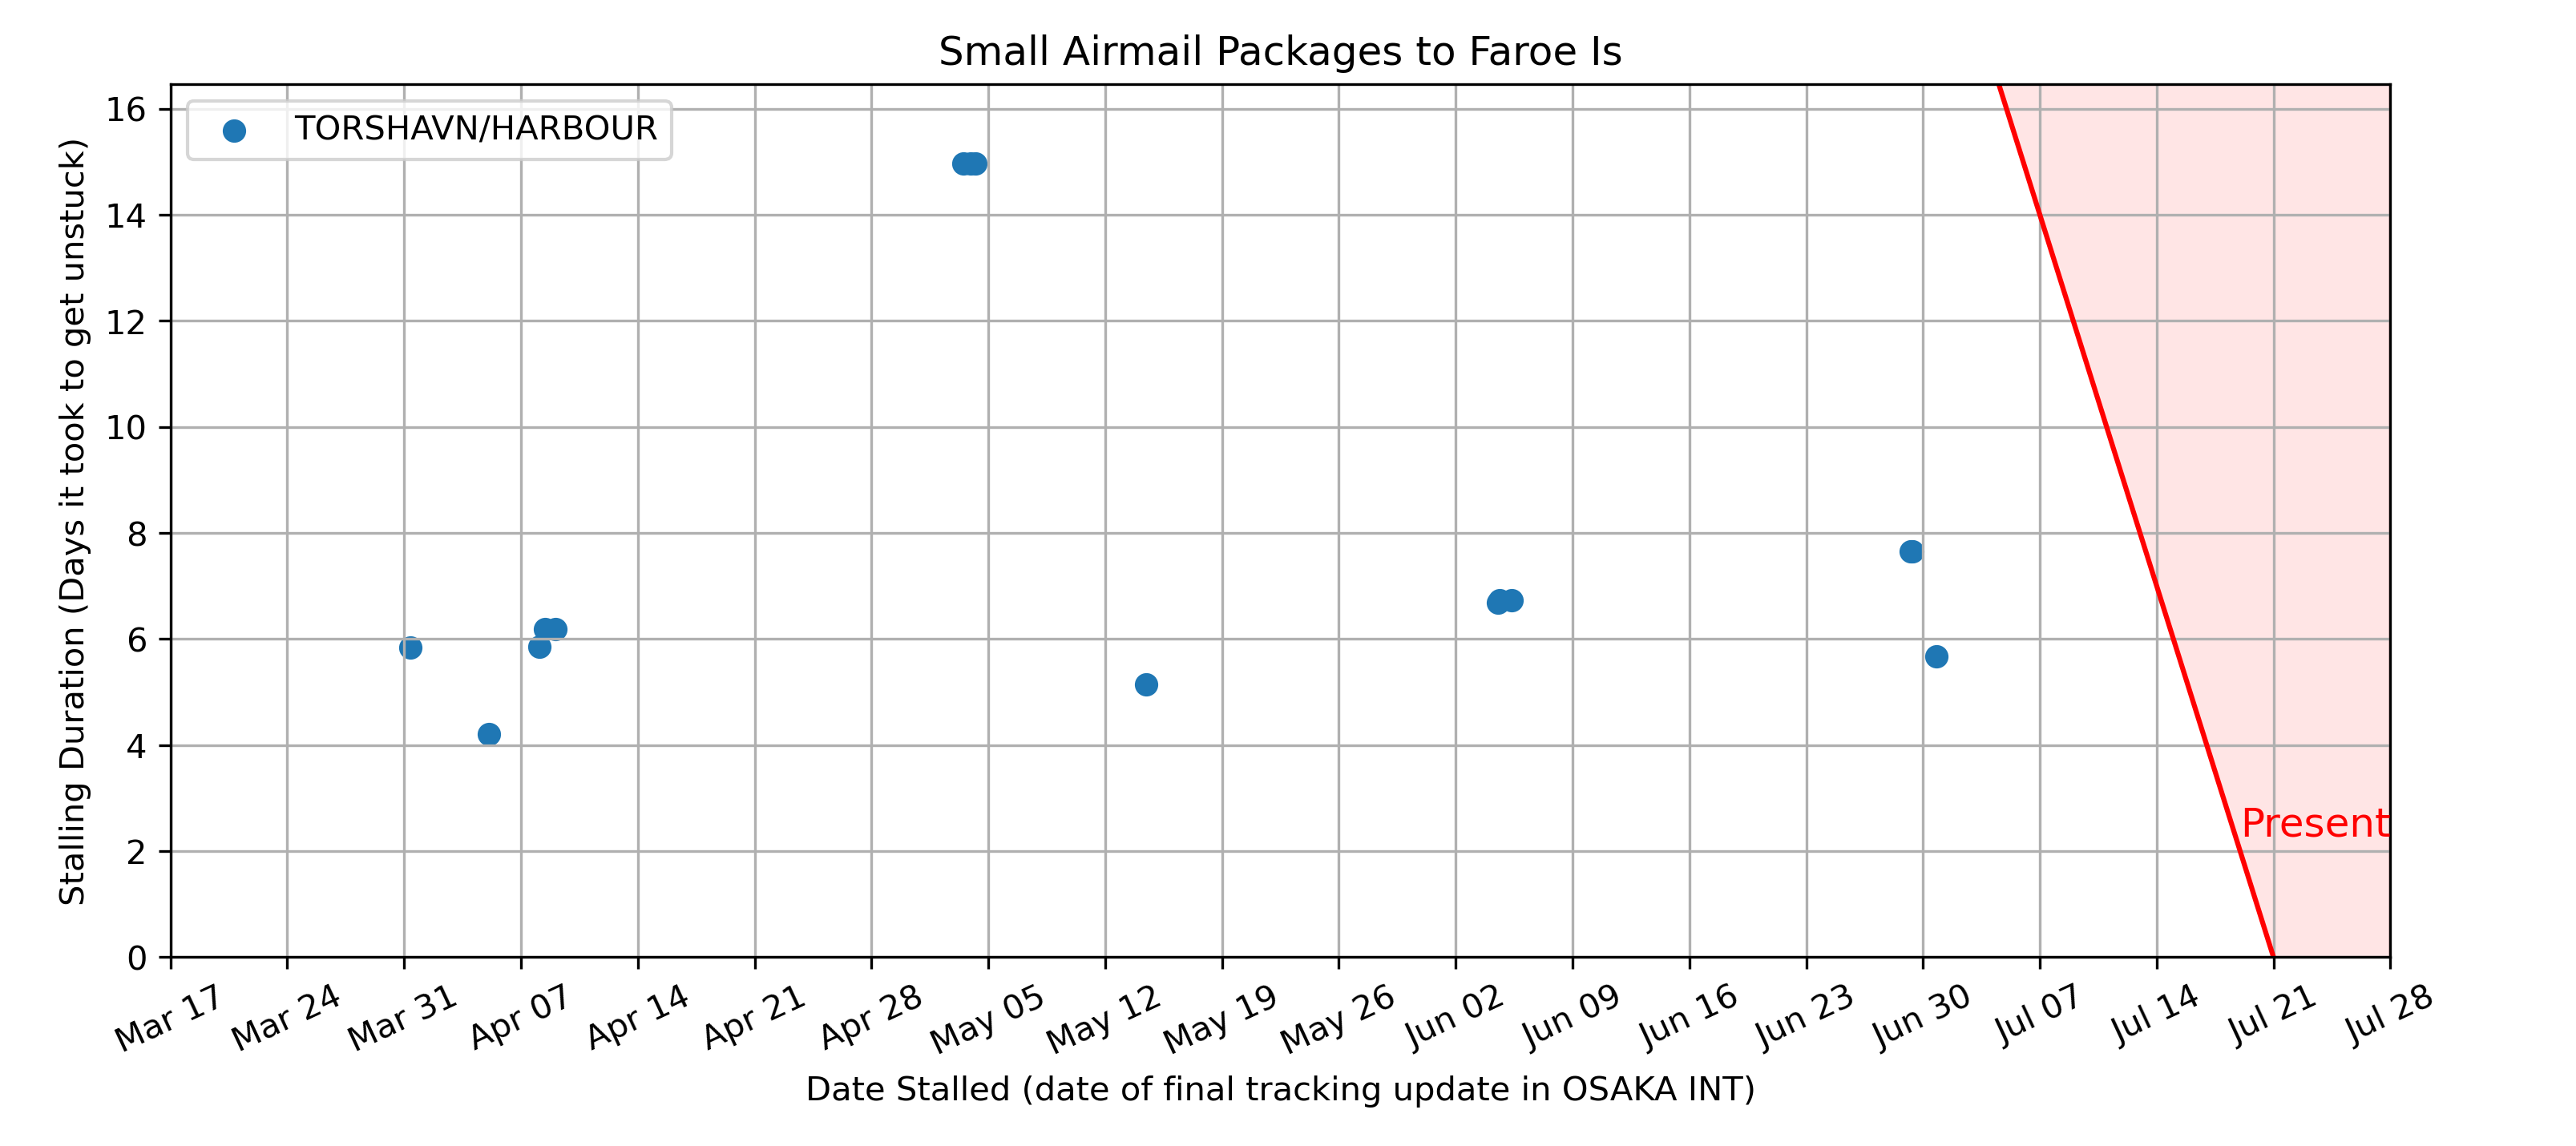 Small Airmail Packages to Faroe Is
TORSHAVN/HARBOUR
Stalling Duration (Days it took to get unstuck)
16
14
12
10
8
6
4
2
0
Present
Mar 17 Mar 24 Mar 31 Apr 07 Apr 14 Apr 21 Apr 28 May 05 May 12 May 19 May 26 Jun 02 Jun 09 Jun 16 Jun 23 Jun 30 Jul 07 Jul 14 Jul 21 Jul 28
Date Stalled (date of final tracking update in OSAKA INT)